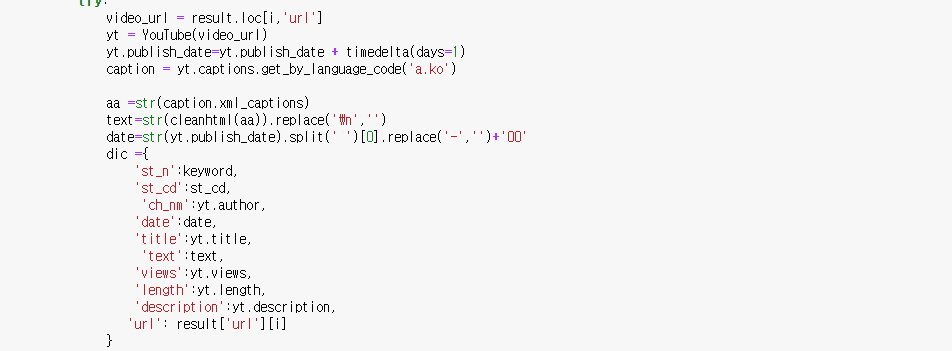 try:
video_url = result.loc[i,'url']
yt = YouTube(video_url)
yt.publish_date=yt.publish_date + timedelta(days=1)
caption = yt.captions.get_by_language_code('a.ko')
aa =str(caption.xml_captions)
text=str(cleanhtml(aa)).replace('₩n','')
date=str(yt.publish_date).split(' ')[0].replace('-','')+'00'
dic ={
'st_n':keyword,
'st_cd':st_cd,
'ch_nm':yt.author,
'date':date,
'title':yt.title,
'text':text,
'views':yt.views,
'length':yt.length,
'description':yt.description,
'url': result['url'][i]
}